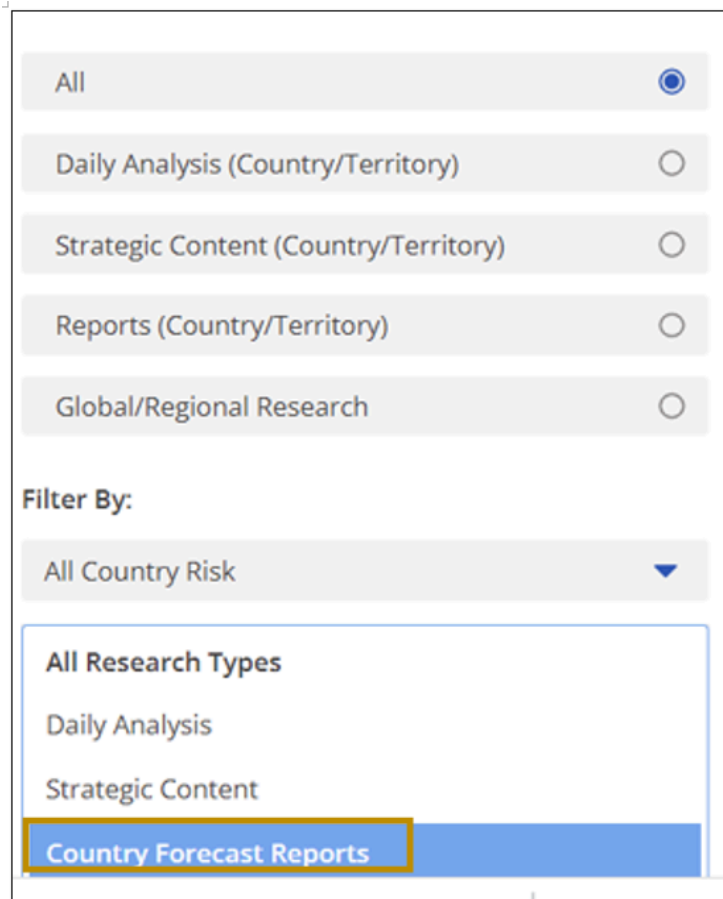 All
Daily Analysis (Country/Territory)
Strategic Content (Country/Territory)
Reports (Country/Territory)
Global/Regional Research
Filter By:
All Country Risk
All Research Types
Daily Analysis
Strategic Content
Country Forecast Reports